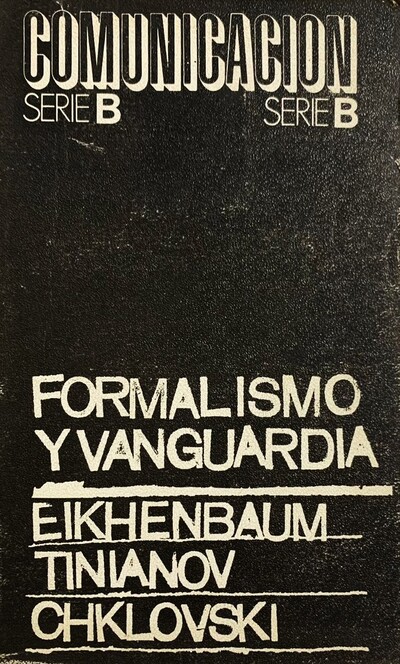 COMUNICACION
SERIE B SERIE B
FORMALISMO
Y VANGUARDIA
EIKHENBAUM
TINIANOV
CHKLOVSKI